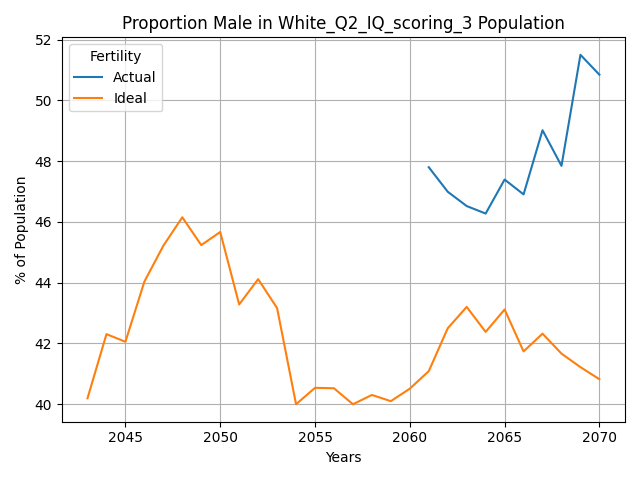 Proportion Male in White_Q2_IQ_scoring_3 Population
Fertility
Actual
Ideal
% of Population
52
50
48
46
44
42
40
2045
2050
2055
2060
2065
2070
Years